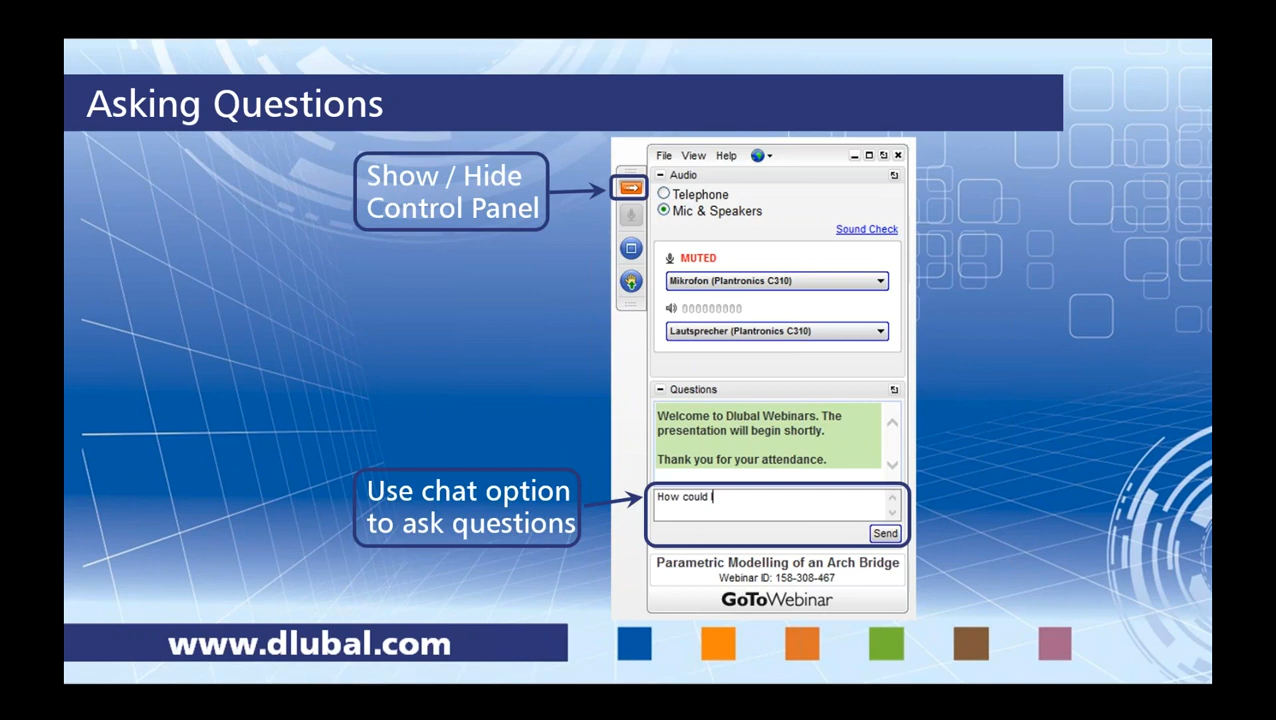 Asking Questions
Show / Hide
Control Panel
File View Help
Audio
Telephone
Mic & Speakers
Sound Check
MUTED
Mikrofon (Plantronics C310)
000000000
Lautsprecher (Plantronics C310)
Questions
Welcome to Dlubal Webinars. The
presentation will begin shortly.
Thank you for your attendance.
Use chat option
to ask questions
How could I
Send
Parametric Modelling of an Arch Bridge
Webinar ID: 158-308-467
GoToWebinar
www.dlubal.com